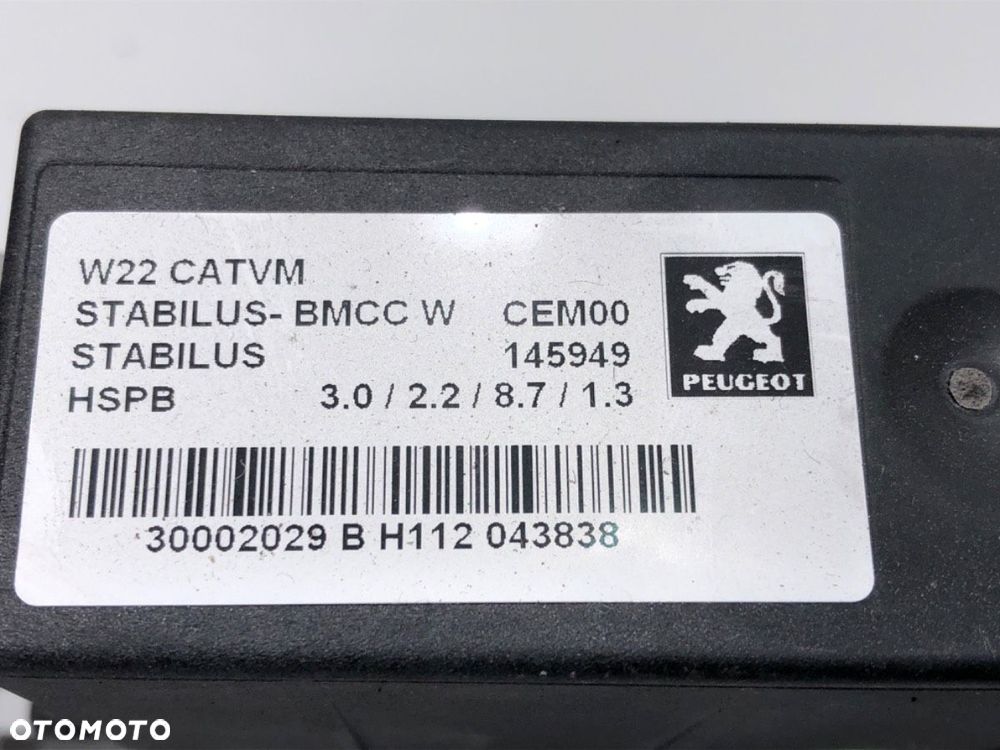 W22 CATVM
STABILUS- BMCC W CEM00
STABILUS 145949
HSPB 3.0 / 2.2 / 8.7 / 1.3
PEUGEOT
30002029 B H112 043838
OTOMOTO